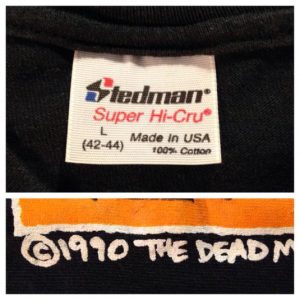 Stedman®
Super Hi-Cru®
L
(42-44) Made In USA
100% Cotton
©1990 THE DEAD M